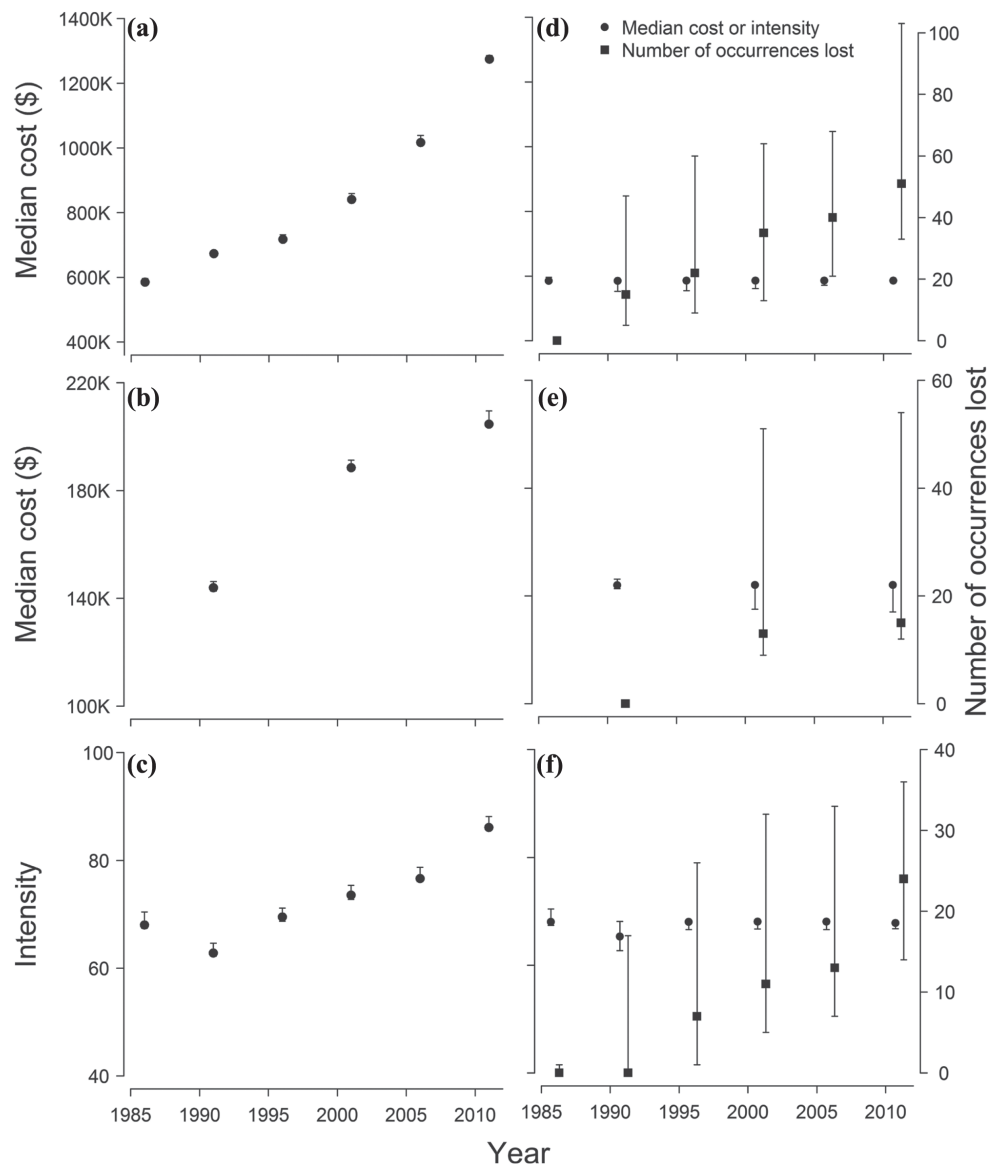 (a)
1400K
1200K
1000K
800K
600K
400K
Median cost ($)
(d)
Median cost or intensity
Number of occurrences lost
100
80
60
40
20
0
(b)
220K
180K
140K
100K
Median cost ($)
(e)
60
40
20
0
Number of occurrences lost
(c)
100
80
60
40
Intensity
1985 1990 1995 2000 2005 2010
(f)
40
30
20
10
0
1985 1990 1995 2000 2005 2010
Year